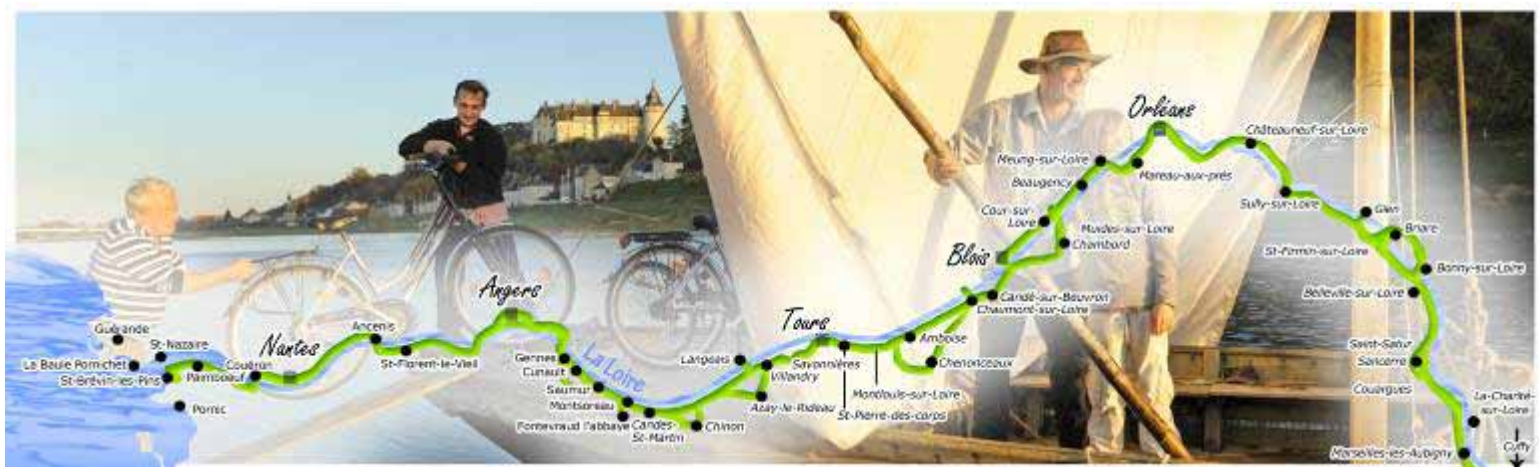 Guérande
St-Nazaire
La Baule Pornichet
St-Brévin-les-Pins
Pornic
Paimboeuf
Couëron
Nantes
Ancenis
St-Florent-le-Vieil
Angers
Gennes
Cunault
Saumur
Montsoreau
Fontevraud l'abbaye
Candes-
St-Martin
Chinon
La Loire
Langeais
Azay-le-Rideau
Villandry
Savonnières
Tours
St-Pierre-des-corps
Montlouis-sur-Loire
Amboise
Chenonceaux
Chaumont-sur-Loire
Candé-sur-Beuvron
Blois
Chambord
Muides-sur-Loire
Cour-sur-
Loire
Beaugency
Meung-sur-Loire
Mareau-aux-prés
Orléans
Châteauneuf-sur-Loire
Sully-sur-Loire
Gien
Briare
St-Firmin-sur-Loire
Bonny-sur-Loire
Belleville-sur-Loire
Saint-Satur
Sancerre
Couargues
La-Charité-
sur-Loire
Marseilles-les-Aubigny
Cuffy